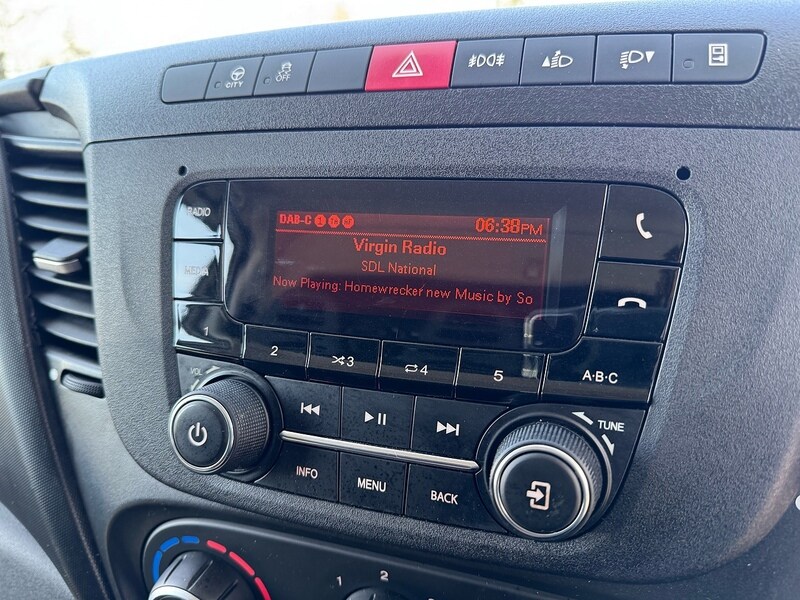 CITY
OFF
RADIO
DAB-C 06:38PM
Virgin Radio
SDL National
Now Playing: Homewrecker new Music by So
MEDIA
1
2
3
4
5
A·B·C
VOL
TUNE
INFO
MENU
BACK
1
2